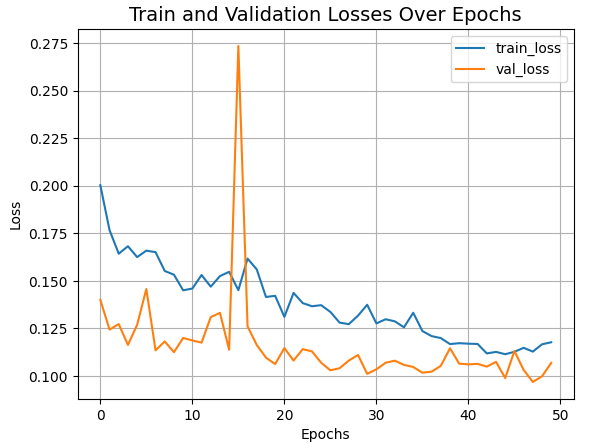 Train and Validation Losses Over Epochs
train_loss
val_loss
0.275
0.250
0.225
0.200
0.175
0.150
0.125
0.100
Loss
0 10 20 30 40 50
Epochs